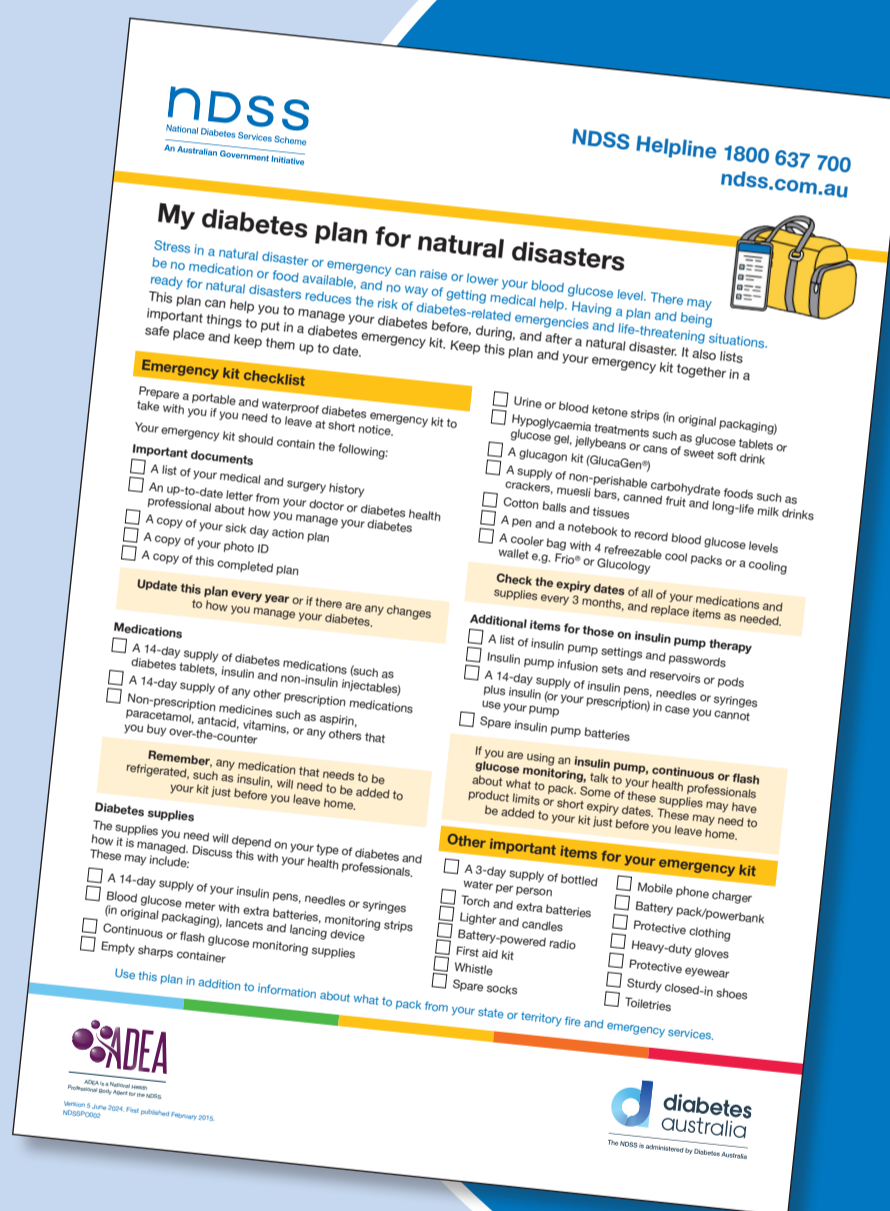 NDSS
National Diabetes Services Scheme
An Australian Government Initiative
NDSS Helpline 1800 637 700
ndss.com.au
My diabetes plan for natural disasters
Stress in a natural disaster or emergency can raise or lower your blood glucose level. There may
be no medication or food available, and no way of getting medical help. Having a plan and being
ready for natural disasters reduces the risk of diabetes-related emergencies and life-threatening situations.
This plan can help you to manage your diabetes before, during, and after a natural disaster. It also lists
important things to put in a diabetes emergency kit. Keep this plan and your emergency kit together in a
safe place and keep them up to date.
Emergency kit checklist
Prepare a portable and waterproof diabetes emergency kit to
take with you if you need to leave at short notice.
Your emergency kit should contain the following:
Important documents
A list of your medical and surgery history
An up-to-date letter from your doctor or diabetes health
professional about how you manage your diabetes
A copy of your sick day action plan
A copy of your photo ID
A copy of this completed plan
Update this plan every year or if there are any changes
to how you manage your diabetes.
Medications
A 14-day supply of diabetes medications (such as
diabetes tablets, insulin and non-insulin injectables)
A 14-day supply of any other prescription medications
Non-prescription medicines such as aspirin,
paracetamol, antacid, vitamins, or any others that
you buy over-the-counter
Remember, any medication that needs to be
refrigerated, such as insulin, will need to be added to
your kit just before you leave home.
Diabetes supplies
The supplies you need will depend on your type of diabetes and
how it is managed. Discuss this with your health professionals.
These may include:
A 14-day supply of your insulin pens, needles or syringes
Blood glucose meter with extra batteries, monitoring strips
(in original packaging), lancets and lancing device
Continuous or flash glucose monitoring supplies
Empty sharps container
Urine or blood ketone strips (in original packaging)
Hypoglycaemia treatments such as glucose tablets or
glucose gel, jellybeans or cans of sweet soft drink
A glucagon kit (GlucaGen®)
A supply of non-perishable carbohydrate foods such as
crackers, muesli bars, canned fruit and long-life milk drinks
Cotton balls and tissues
A pen and a notebook to record blood glucose levels
A cooler bag with 4 refreezable cool packs or a cooling
wallet e.g. Frio® or Glucology
Check the expiry dates of all of your medications and
supplies every 3 months, and replace items as needed.
Additional items for those on insulin pump therapy
A list of insulin pump settings and passwords
Insulin pump infusion sets and reservoirs or pods
A 14-day supply of insulin pens, needles or syringes
plus insulin (or your prescription) in case you cannot
use your pump
Spare insulin pump batteries
If you are using an insulin pump, continuous or flash
glucose monitoring, talk to your health professionals
about what to pack. Some of these supplies may have
product limits or short expiry dates. These may need to
be added to your kit just before you leave home.
Other important items for your emergency kit
A 3-day supply of bottled
water per person
Torch and extra batteries
Lighter and candles
Battery-powered radio
First aid kit
Whistle
Spare socks
Mobile phone charger
Battery pack/powerbank
Protective clothing
Heavy-duty gloves
Protective eyewear
Sturdy closed-in shoes
Toiletries
Use this plan in addition to information about what to pack from your state or territory fire and emergency services.
ADEA
ADEA is a National Health
Professional Body Agent for the NDSS.
Version 5 June 2024. First published February 2015.
NDSSPO002
diabetes
australia
The NDSS is administered by Diabetes Australia